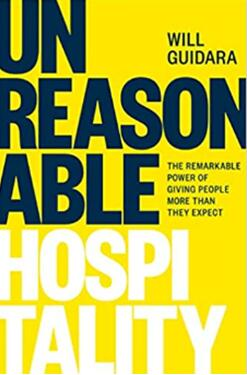 UN
REASON
ABLE
HOSPI
TALITY
WILL
GUIDARA
THE REMARKABLE
POWER OF
GIVING PEOPLE
MORE THAN
THEY EXPECT